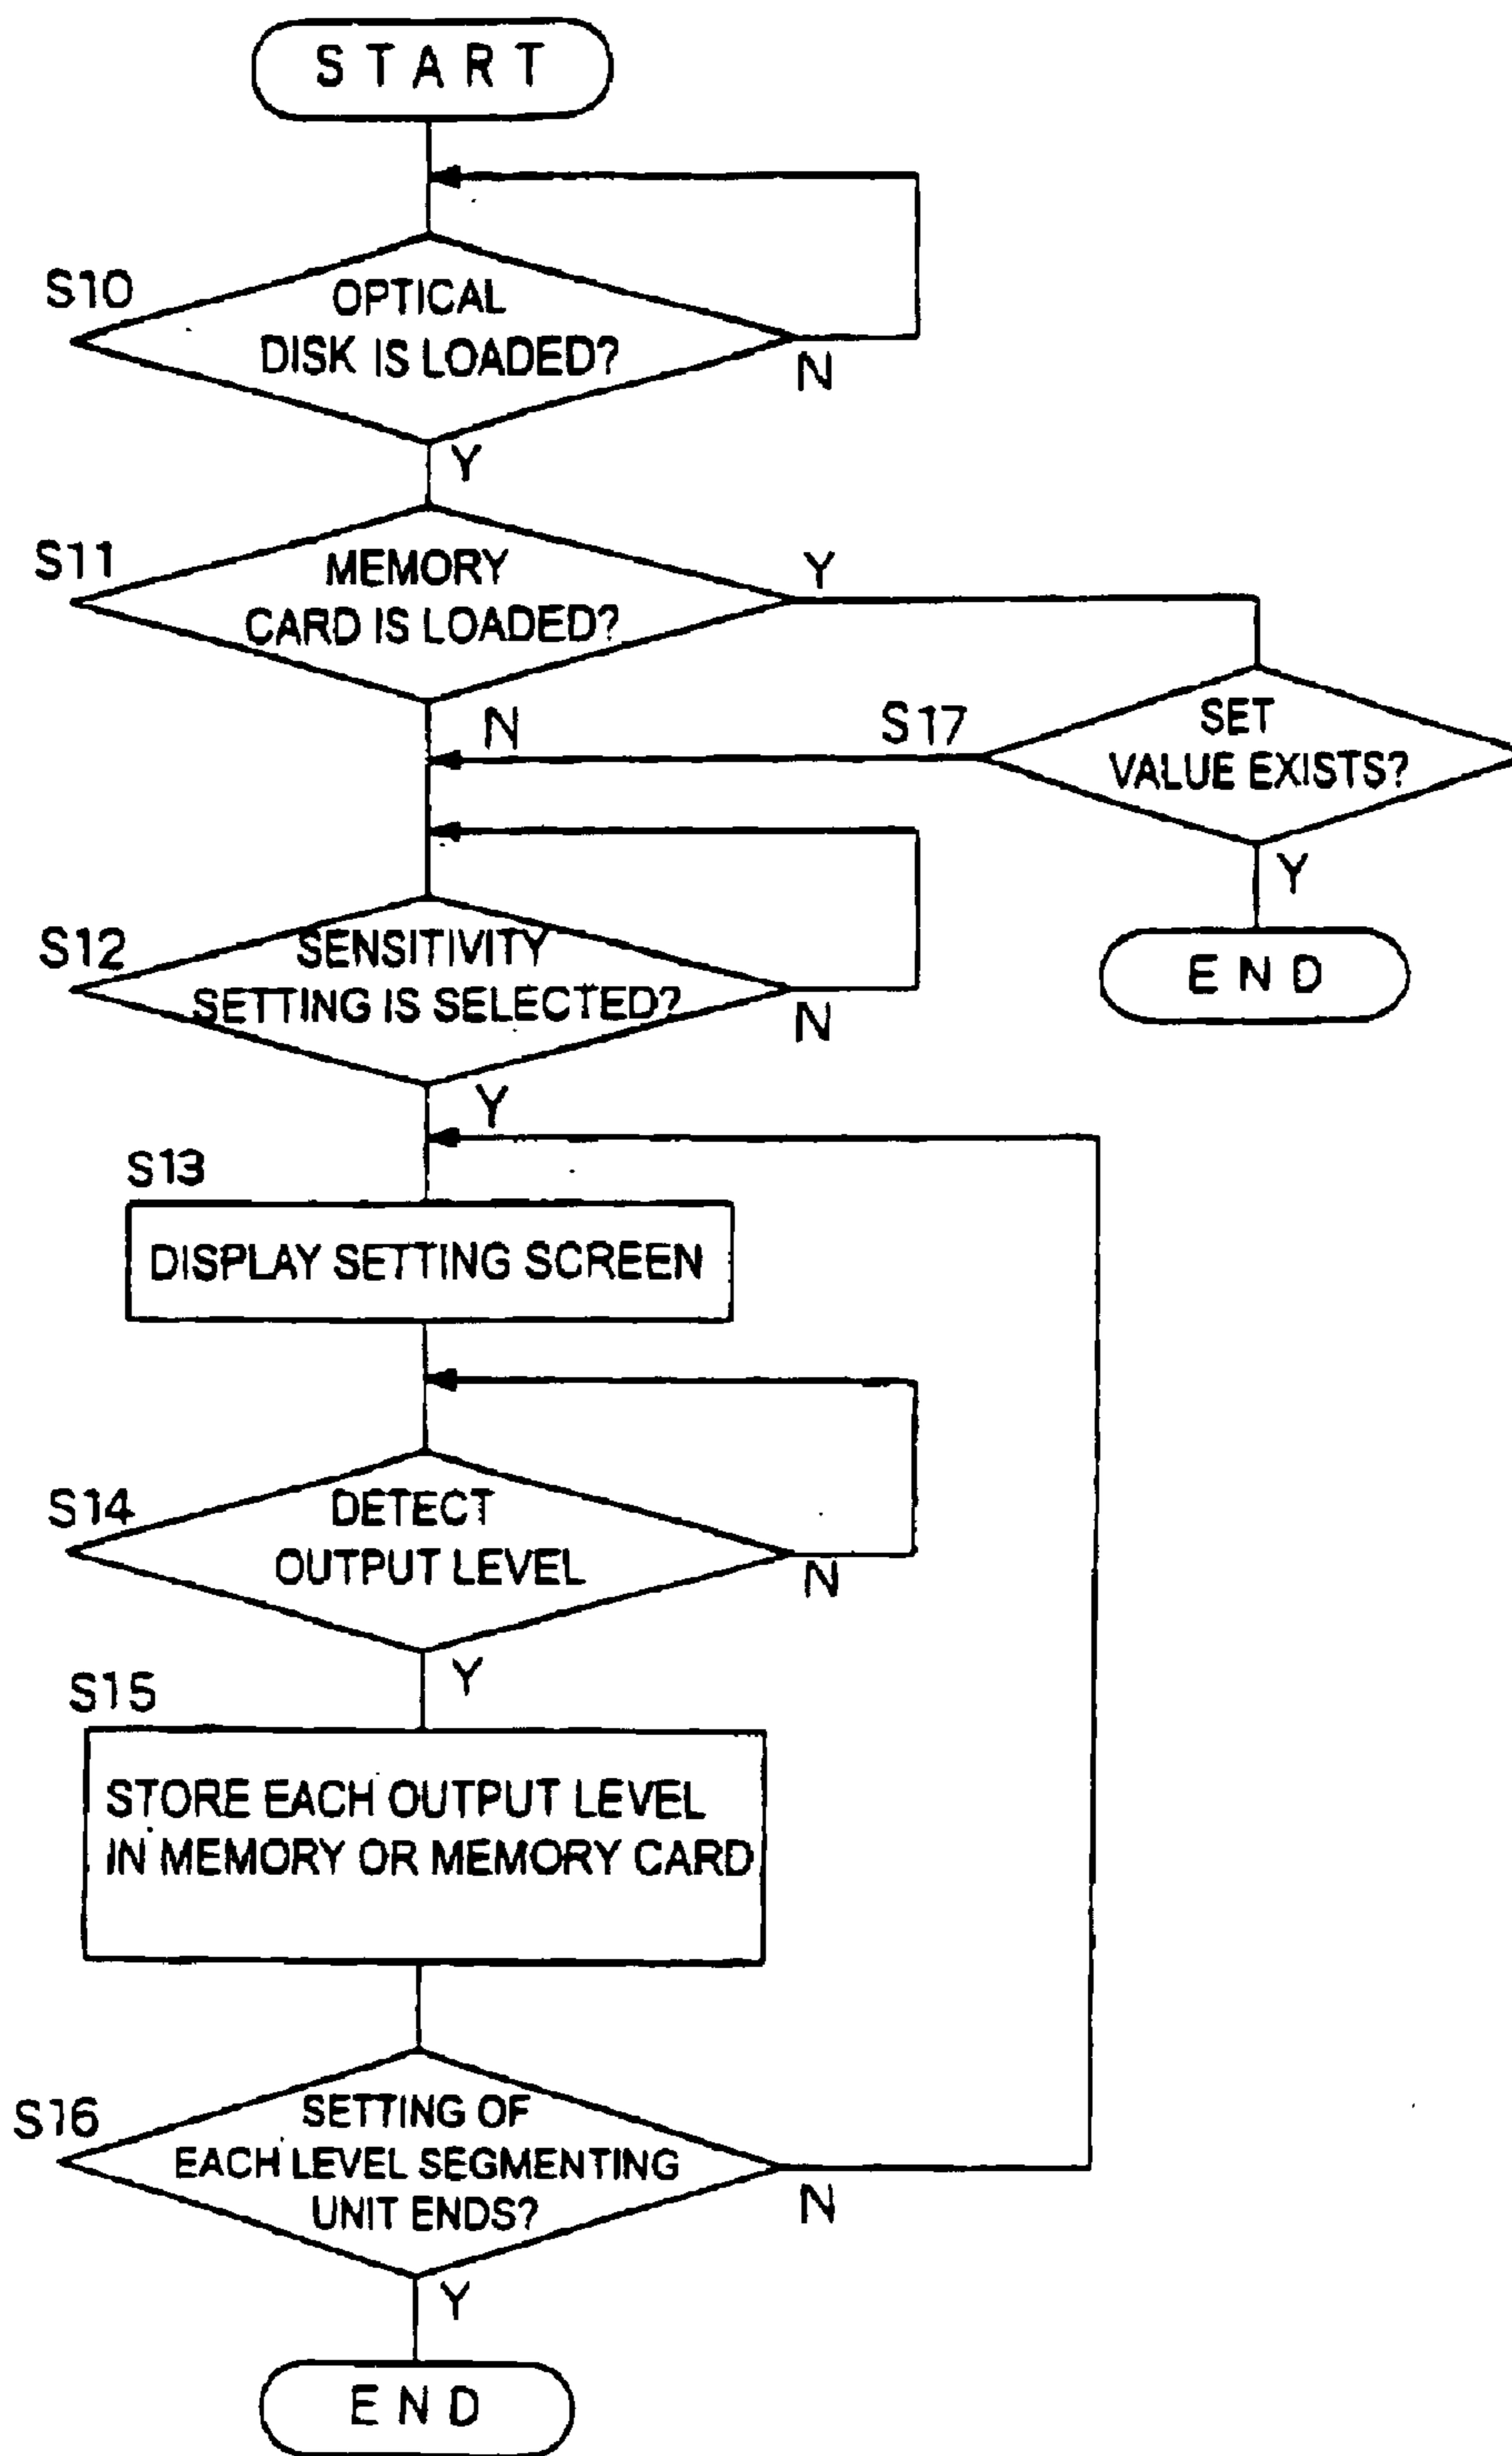 START
S10
OPTICAL
DISK IS LOADED?
N
Y
S11
MEMORY
CARD IS LOADED?
Y
N
S17
SET
VALUE EXISTS?
Y
END
S12
SENSITIVITY
SETTING IS SELECTED?
N
Y
S13
DISPLAY SETTING SCREEN
S14
DETECT
OUTPUT LEVEL
N
Y
S15
STORE EACH OUTPUT LEVEL
IN MEMORY OR MEMORY CARD
S16
SETTING OF
EACH LEVEL SEGMENTING
UNIT ENDS?
N
Y
END